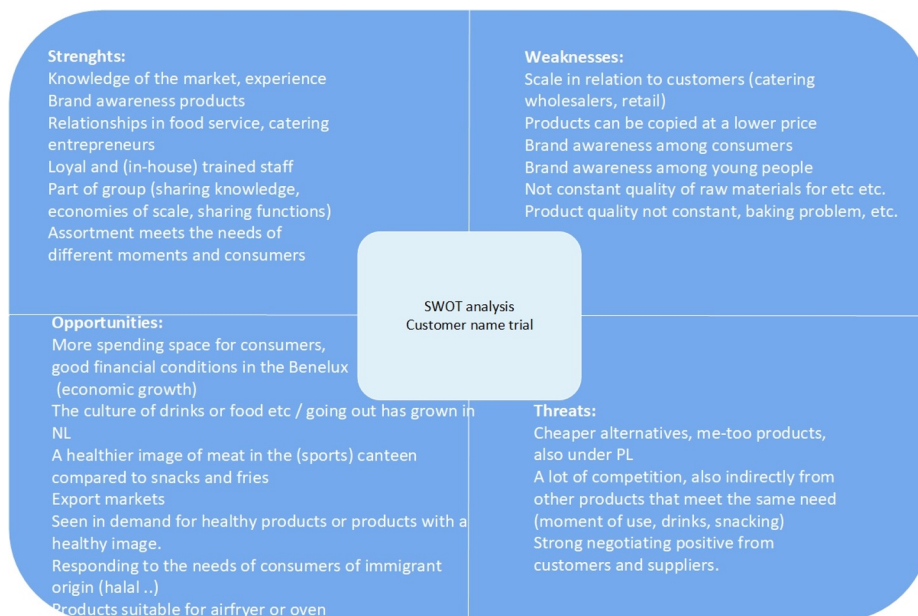 Strenghts:
Knowledge of the market, experience
Brand awareness products
Relationships in food service, catering
entrepreneurs
Loyal and (in-house) trained staff
Part of group (sharing knowledge,
economies of scale, sharing functions)
Assortment meets the needs of
different moments and consumers
Weaknesses:
Scale in relation to customers (catering
wholesalers, retail)
Products can be copied at a lower price
Brand awareness among consumers
Brand awareness among young people
Not constant quality of raw materials for etc etc.
Product quality not constant, baking problem, etc.
SWOT analysis
Customer name trial
Opportunities:
More spending space for consumers,
good financial conditions in the Benelux
(economic growth)
The culture of drinks or food etc / going out has grown in
NL
A healthier image of meat in the (sports) canteen
compared to snacks and fries
Export markets
Seen in demand for healthy products or products with a
healthy image.
Responding to the needs of consumers of immigrant
origin (halal ..)
Products suitable for airfryer or oven
Threats:
Cheaper alternatives, me-too products,
also under PL
A lot of competition, also indirectly from
other products that meet the same need
(moment of use, drinks, snacking)
Strong negotiating positive from
customers and suppliers.